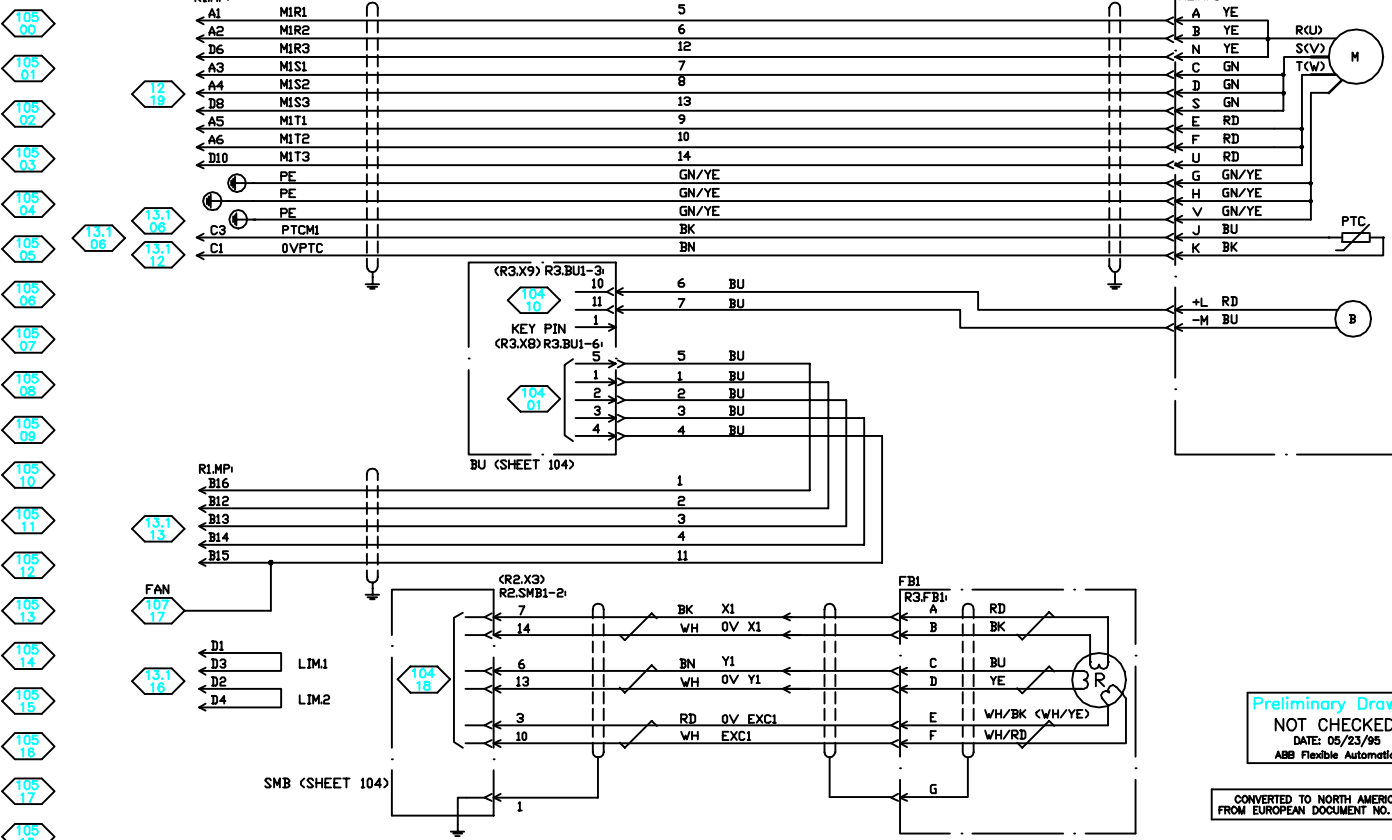 105 00
A1 M1R1 5 A YE
A2 M1R2 6 B YE R(U)
D6 M1R3 12 N YE S(V)
105 01
A3 M1S1 7 C GN T(W) M
12 19
A4 M1S2 8 D GN
D8 M1S3 13 S GN
105 02
A5 M1T1 9 E RD
A6 M1T2 10 F RD
105 03
D10 M1T3 14 U RD
PE GN/YE G GN/YE
PE GN/YE H GN/YE
105 04
PE GN/YE V GN/YE
13.1 06
13.1 06
C3 PTCM1 BK J BU PTC
105 05
13.1 12
C1 0VPTC BN K BK
(R3.X9) R3.BU1-3:
105 06
104 10
10 6 BU +L RD
11 7 BU -M BU B
KEY PIN 1
105 07
(R3.X8) R3.BU1-6:
5 5 BU
105 08
104 01
1 1 BU
2 2 BU
3 3 BU
105 09
4 4 BU
BU (SHEET 104)
105 10
R1.MP:
B16 1
B12 2
105 11
13.1 13
B13 3
B14 4
105 12
B15 11
FAN
105 13
107 17
(R2.X3)
R2.SMB1-2:
FB1
R3.FB1:
7 BK X1 A RD
14 WH 0V X1 B BK
105 14
D1
D3 LIM.1
13.1 16
D2
D4 LIM.2
104 18
6 BN Y1 C BU
13 WH 0V Y1 D YE
R
105 15
3 RD 0V EXC1 E WH/BK (WH/YE)
10 WH EXC1 F WH/RD
105 16
SMB (SHEET 104)
105 17
1
G
105
Preliminary Draw
NOT CHECKED
DATE: 05/23/95
ABB Flexible Automatic
CONVERTED TO NORTH AMERIC
FROM EUROPEAN DOCUMENT NO.